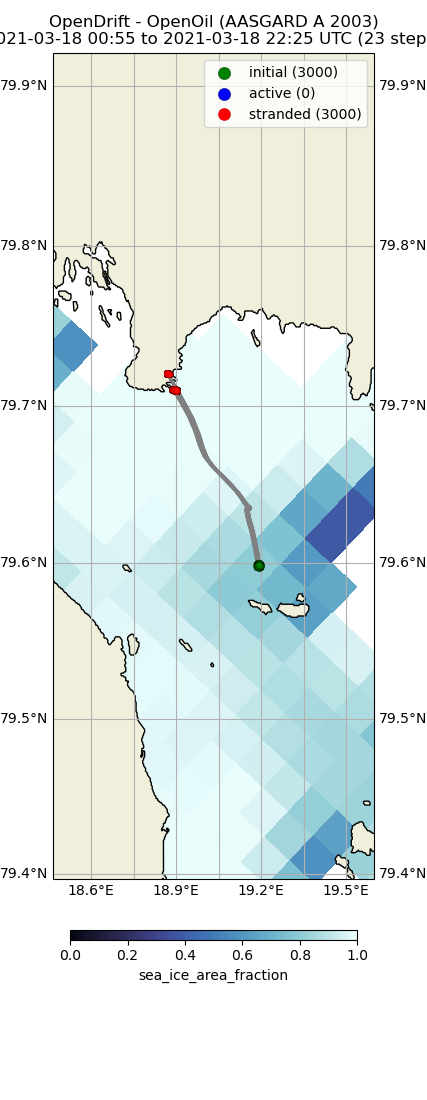 OpenDrift - OpenOil (AASGARD A 2003)
021-03-18 00:55 to 2021-03-18 22:25 UTC (23 step
initial (3000)
active (0)
stranded (3000)
79.9°N 79.9°N
79.8°N 79.8°N
79.7°N 79.7°N
79.6°N 79.6°N
79.5°N 79.5°N
79.4°N 79.4°N
18.6°E 18.9°E 19.2°E 19.5°E
0.0 0.2 0.4 0.6 0.8 1.0
sea_ice_area_fraction